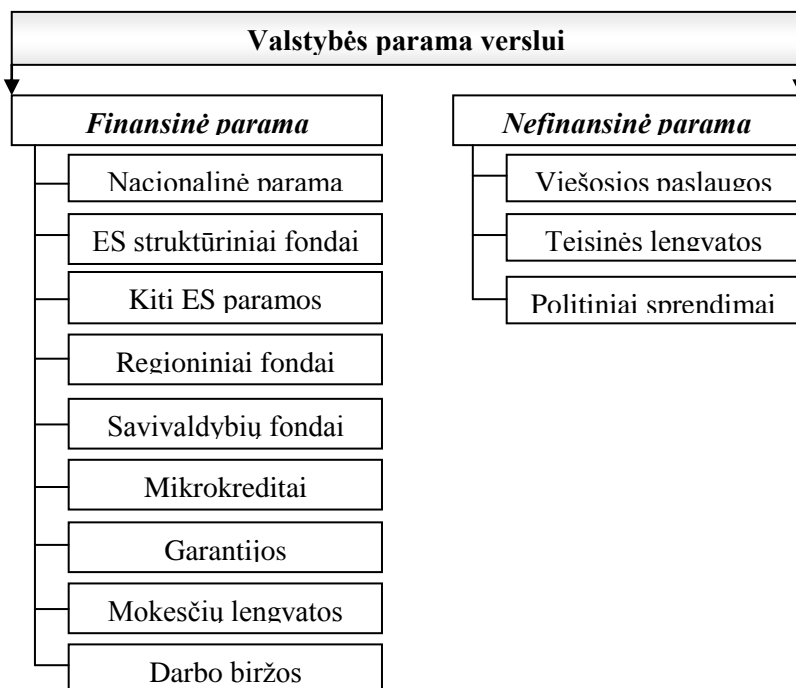 Valstybės parama verslui
Finansinė parama
Nacionalinė parama
ES struktūriniai fondai
Kiti ES paramos
Regioniniai fondai
Savivaldybių fondai
Mikrokreditai
Garantijos
Mokesčių lengvatos
Darbo biržos
Nefinansinė parama
Viešosios paslaugos
Teisinės lengvatos
Politiniai sprendimai